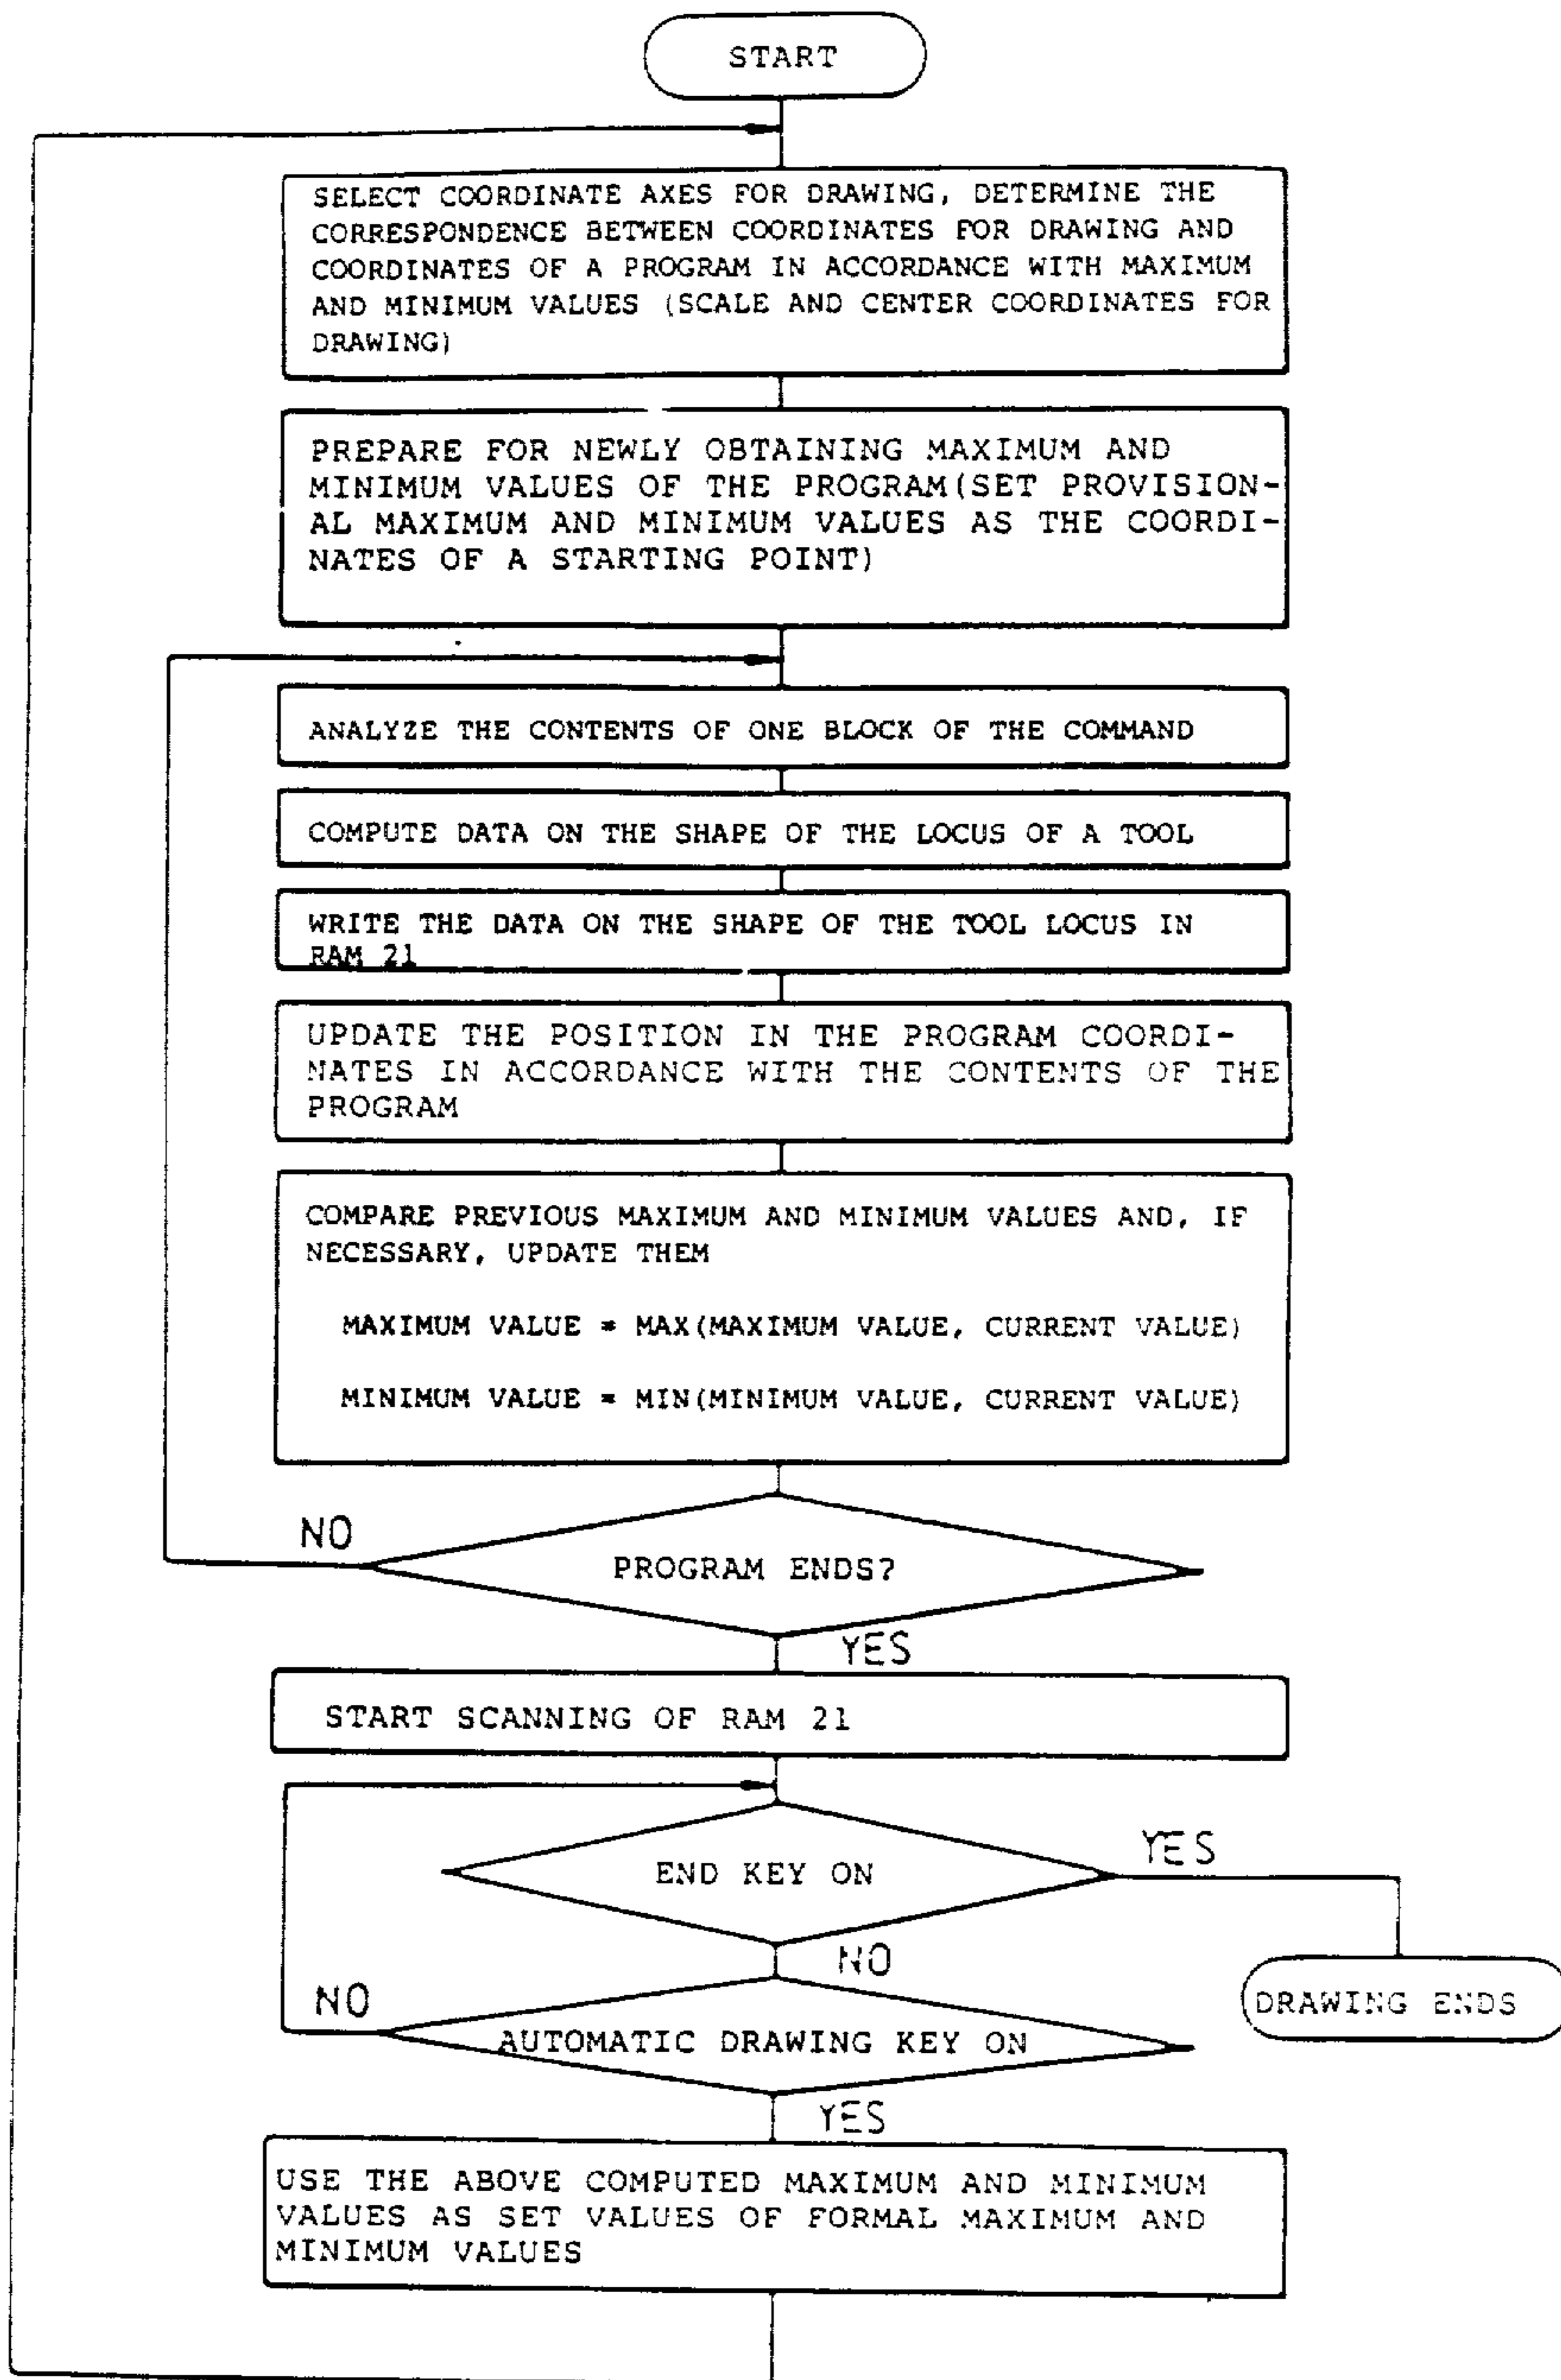 START
SELECT COORDINATE AXES FOR DRAWING, DETERMINE THE
CORRESPONDENCE BETWEEN COORDINATES FOR DRAWING AND
COORDINATES OF A PROGRAM IN ACCORDANCE WITH MAXIMUM
AND MINIMUM VALUES (SCALE AND CENTER COORDINATES FOR
DRAWING)
PREPARE FOR NEWLY OBTAINING MAXIMUM AND
MINIMUM VALUES OF THE PROGRAM(SET PROVISION-
AL MAXIMUM AND MINIMUM VALUES AS THE COORDI-
NATES OF A STARTING POINT)
ANALYZE THE CONTENTS OF ONE BLOCK OF THE COMMAND
COMPUTE DATA ON THE SHAPE OF THE LOCUS OF A TOOL
WRITE THE DATA ON THE SHAPE OF THE TOOL LOCUS IN
RAM 21
UPDATE THE POSITION IN THE PROGRAM COORDI-
NATES IN ACCORDANCE WITH THE CONTENTS OF THE
PROGRAM
COMPARE PREVIOUS MAXIMUM AND MINIMUM VALUES AND, IF
NECESSARY, UPDATE THEM
MAXIMUM VALUE = MAX(MAXIMUM VALUE, CURRENT VALUE)
MINIMUM VALUE = MIN(MINIMUM VALUE, CURRENT VALUE)
NO
PROGRAM ENDS?
YES
START SCANNING OF RAM 21
YES
END KEY ON
NO
NO
DRAWING ENDS
AUTOMATIC DRAWING KEY ON
YES
USE THE ABOVE COMPUTED MAXIMUM AND MINIMUM
VALUES AS SET VALUES OF FORMAL MAXIMUM AND
MINIMUM VALUES